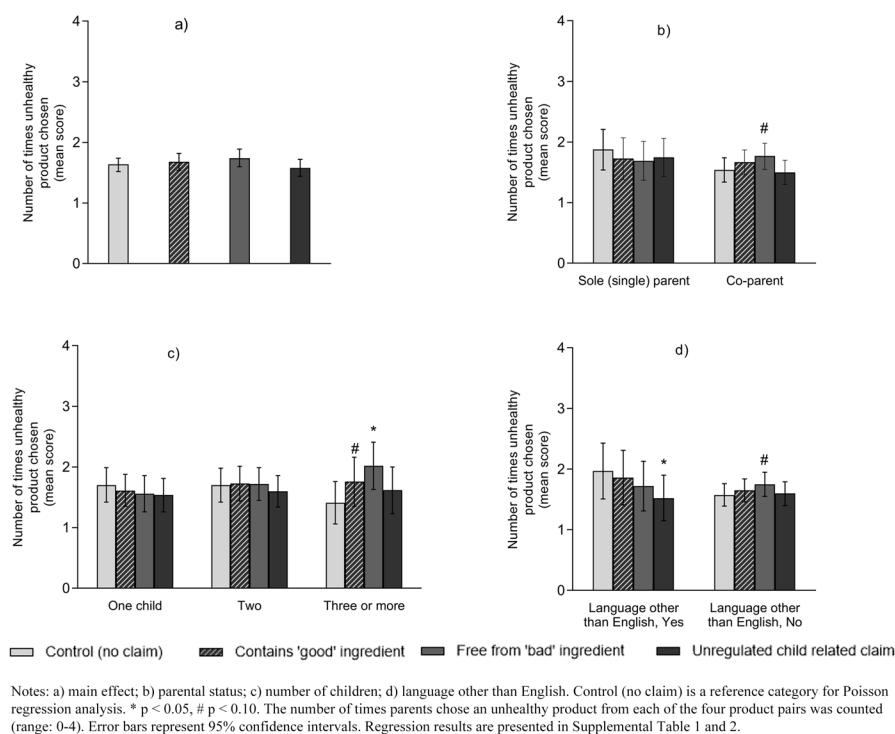 a)
Number of times unhealthy
product chosen
(mean score)
4
3
2
1
0
b)
Number of times unhealthy
product chosen
(mean score)
4
3
2
1
0
#
Sole (single) parent
Co-parent
c)
Number of times unhealthy
product chosen
(mean score)
4
3
2
1
0
#
*
One child
Two
Three or more
d)
Number of times unhealthy
product chosen
(mean score)
4
3
2
1
0
*
#
Language other
than English, Yes
Language other
than English, No
Control (no claim)
Contains 'good' ingredient
Free from 'bad' ingredient
Unregulated child related claim
Notes: a) main effect; b) parental status; c) number of children; d) language other than English. Control (no claim) is a reference category for Poisson
regression analysis. * p < 0.05, # p < 0.10. The number of times parents chose an unhealthy product from each of the four product pairs was counted
(range: 0-4). Error bars represent 95% confidence intervals. Regression results are presented in Supplemental Table 1 and 2.